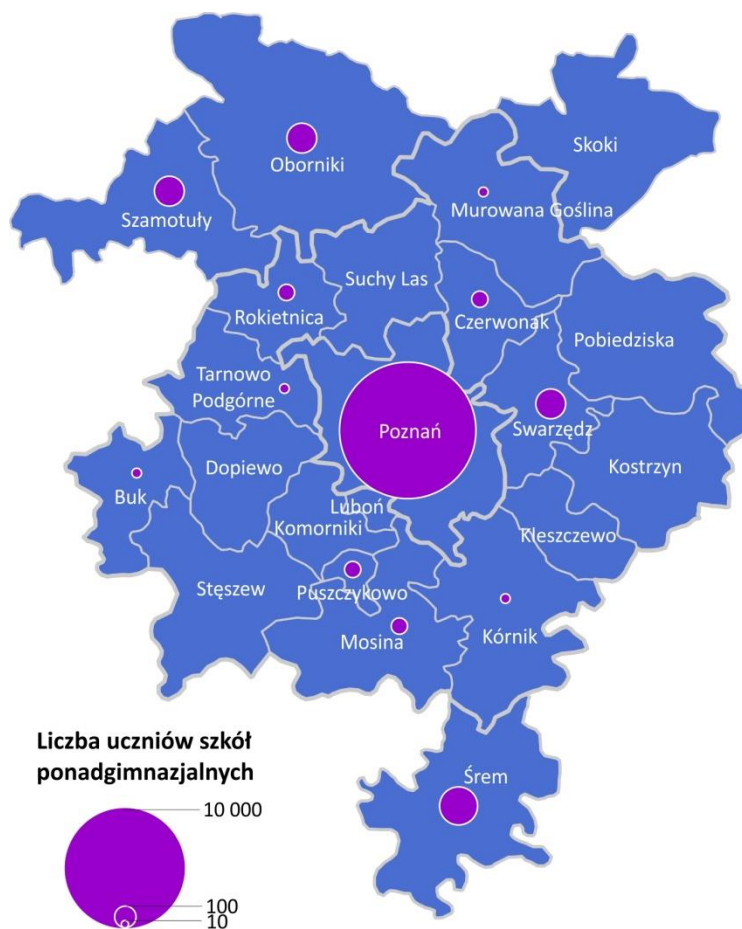 Skoki
Oborniki
Murowana Goślina
Szamotuły
Suchy Las
Rokietnica
Czerwonak
Pobiedziska
Tarnowo
Podgórne
Poznań
Swarzędz
Dopiewo
Kostrzyn
Buk
Luboń
Komorniki
Kleszczewo
Stęszew
Puszczykowo
Mosina
Kórnik
Liczba uczniów szkół
ponadgimnazjalnych
Śrem
10 000
100
10